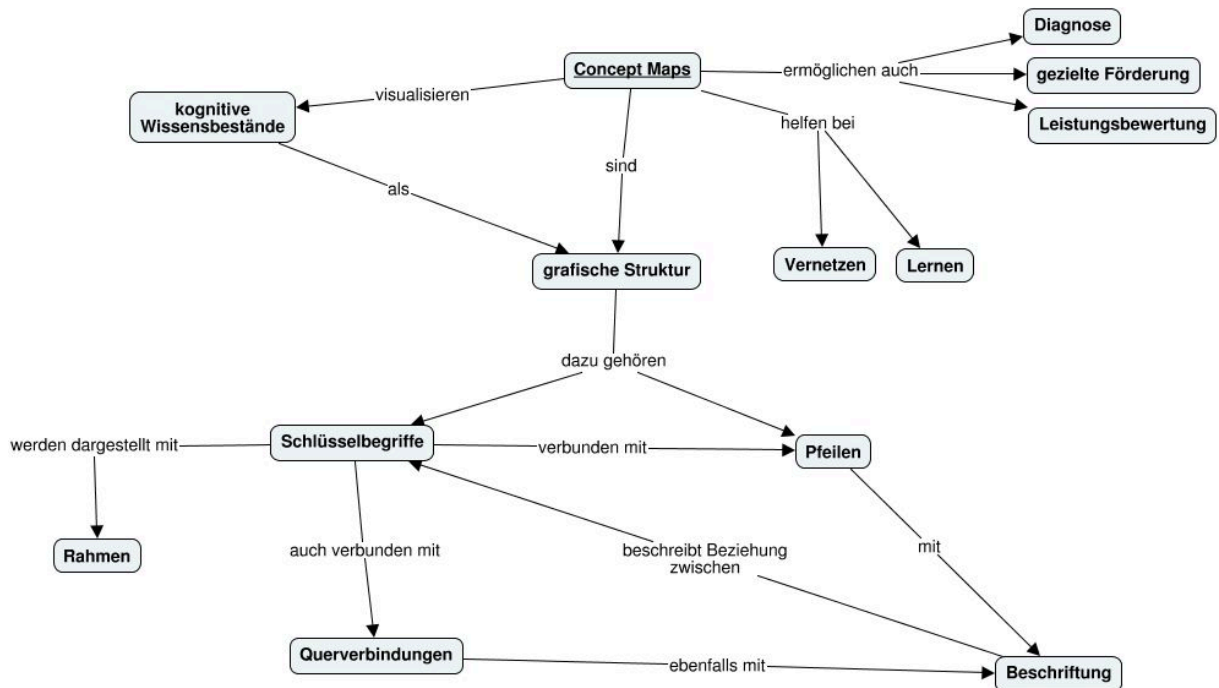 Diagnose
Concept Maps
ermöglichen auch
gezielte Förderung
visualisieren
kognitive
Wissensbestände
helfen bei
Leistungsbewertung
sind
als
grafische Struktur
Vernetzen
Lernen
dazu gehören
werden dargestellt mit
Schlüsselbegriffe
verbunden mit
Pfeilen
Rahmen
auch verbunden mit
beschreibt Beziehung
zwischen
mit
Querverbindungen
ebenfalls mit
Beschriftung